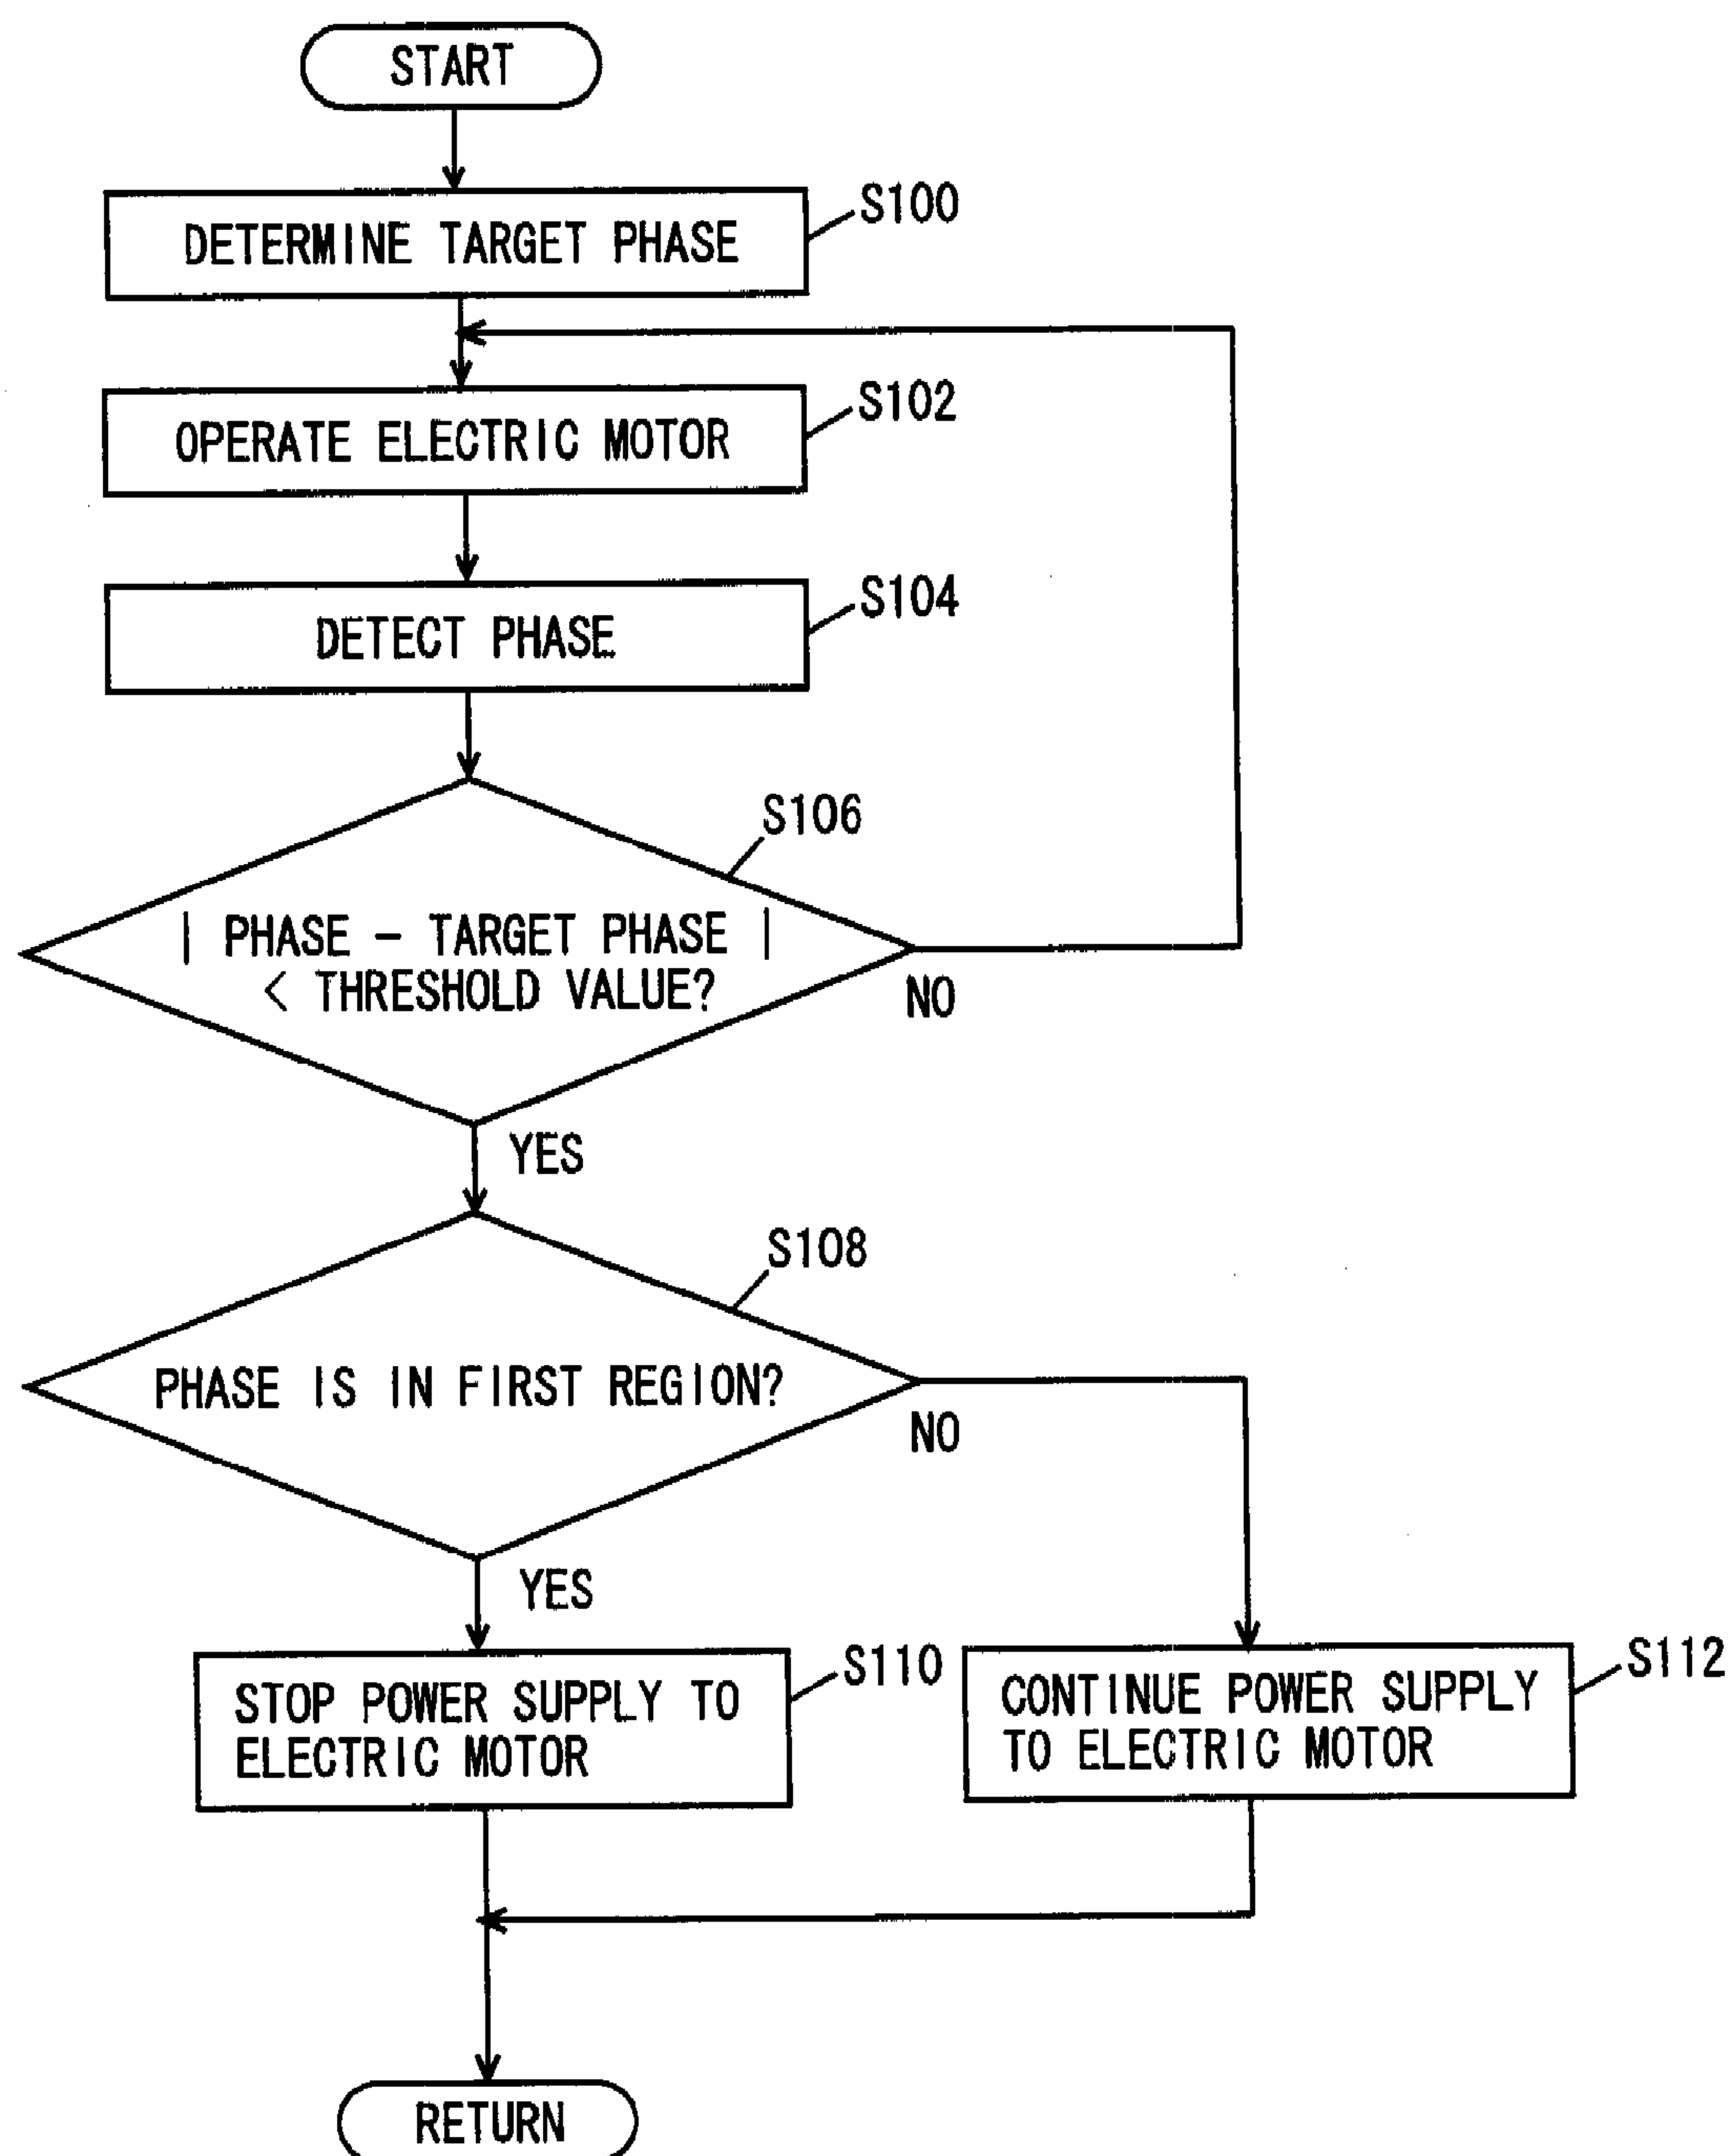 START
DETERMINE TARGET PHASE
S100
OPERATE ELECTRIC MOTOR
S102
DETECT PHASE
S104
S106
| PHASE – TARGET PHASE |
< THRESHOLD VALUE?
NO
YES
S108
PHASE IS IN FIRST REGION?
NO
YES
STOP POWER SUPPLY TO
ELECTRIC MOTOR
S110
CONTINUE POWER SUPPLY
TO ELECTRIC MOTOR
S112
RETURN